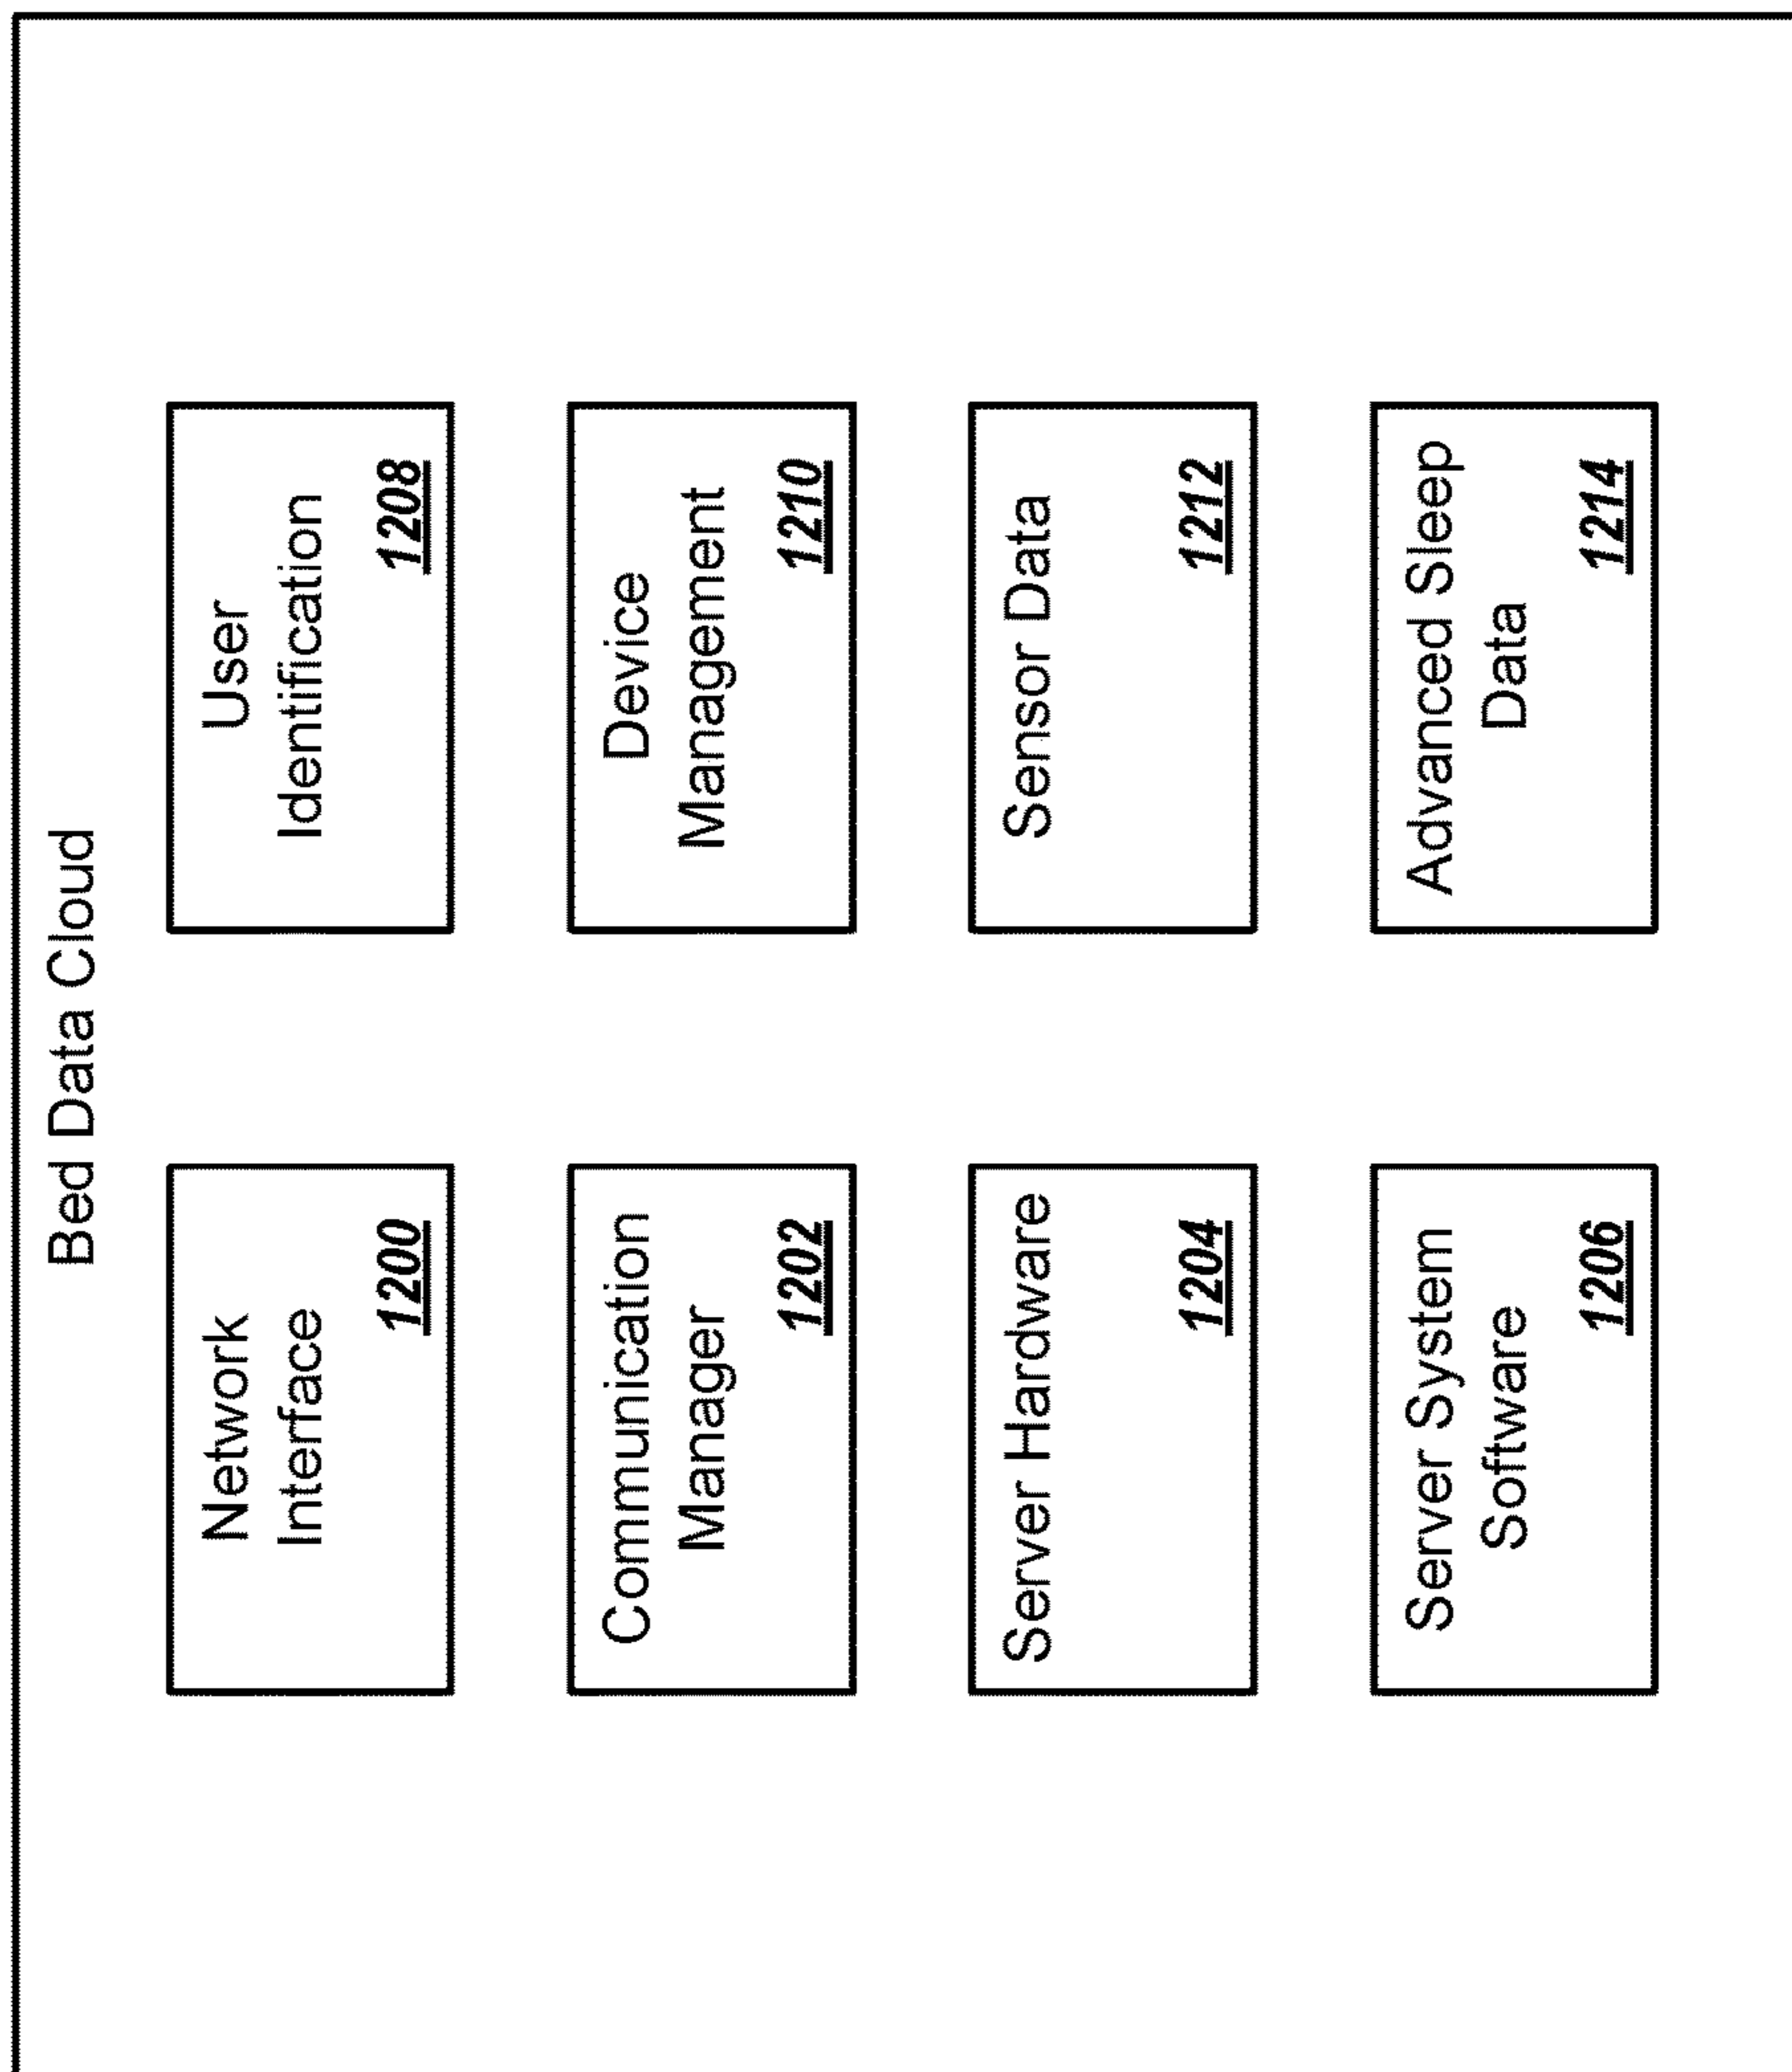 Bed Data Cloud
Network
Interface
1200
Communication
Manager
1202
Server Hardware
1204
Server System
Software
1206
User
Identification
1208
Device
Management
1210
Sensor Data
1212
Advanced Sleep
Data
1214